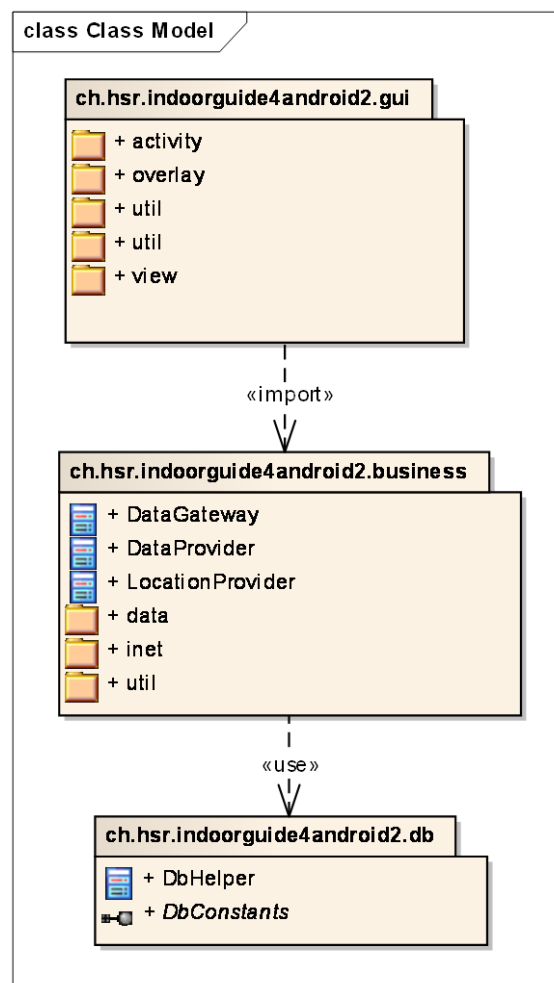 class Class Model
ch.hsr.indoorguide4android2.gui
+ activity
+ overlay
+ util
+ util
+ view
«import»
ch.hsr.indoorguide4android2.business
+ DataGateway
+ DataProvider
+ LocationProvider
+ data
+ inet
+ util
«use»
ch.hsr.indoorguide4android2.db
+ DbHelper
+ DbConstants